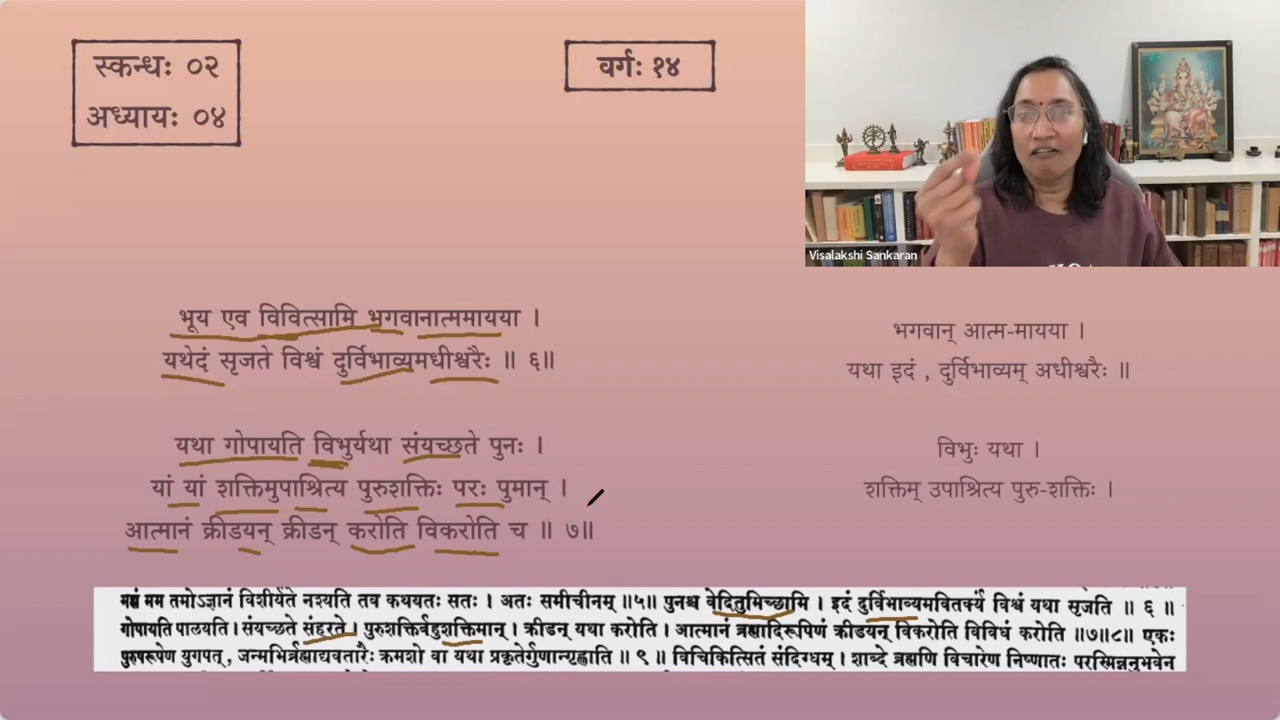 स्कन्धः ०२
अध्यायः ०४
वर्गः १४
Visalakshi Sankaran
भूय एव विवित्सामि भगवानात्ममायया ।
यथेदं सृजते विश्वं दुर्विभाव्यमधीश्वरैः ॥ ६॥
भगवान् आत्म-मायया ।
यथा इदं , दुर्विभाव्यम् अधीश्वरैः ॥
यथा गोपायति विभुर्यथा संयच्छते पुनः ।
यां यां शक्तिमुपाश्रित्य पुरुशक्तिः परः पुमान् ।
आत्मानं क्रीडयन् क्रीडन् करोति विकरोति च ॥ ७॥
विभुः यथा ।
शक्तिम् उपाश्रित्य पुरु-शक्तिः ।
मह्यं मम तमोऽज्ञानं विशीर्यते नश्यति तव कथयतः सतः । अतः समीचीनम् ॥५॥ पुनश्च वेदितुमिच्छामि । इदं दुर्विभाव्यमवितर्क्यं विश्वं यथा सृजति ॥ ६ ॥
गोपायति पालयति । संयच्छते संहरते । पुरुशक्तिर्बहुशक्तिमान् । क्रीडन् यथा करोति । आत्मानं ब्रह्मादिरूपिणं क्रीडयन् विकरोति विविधं करोति ॥७॥८॥ एकः
पुरुषरूपेण युगपत् , जन्मभिर्ब्रह्माद्यवतारैः क्रमशो वा यथा प्रकृतेर्गुणान्गृह्णाति ॥ ९ ॥ विचिकित्सितं संदिग्धम् । शाब्दे ब्रह्मणि विचारेण निष्णातः परस्मिन्ननुभवेन